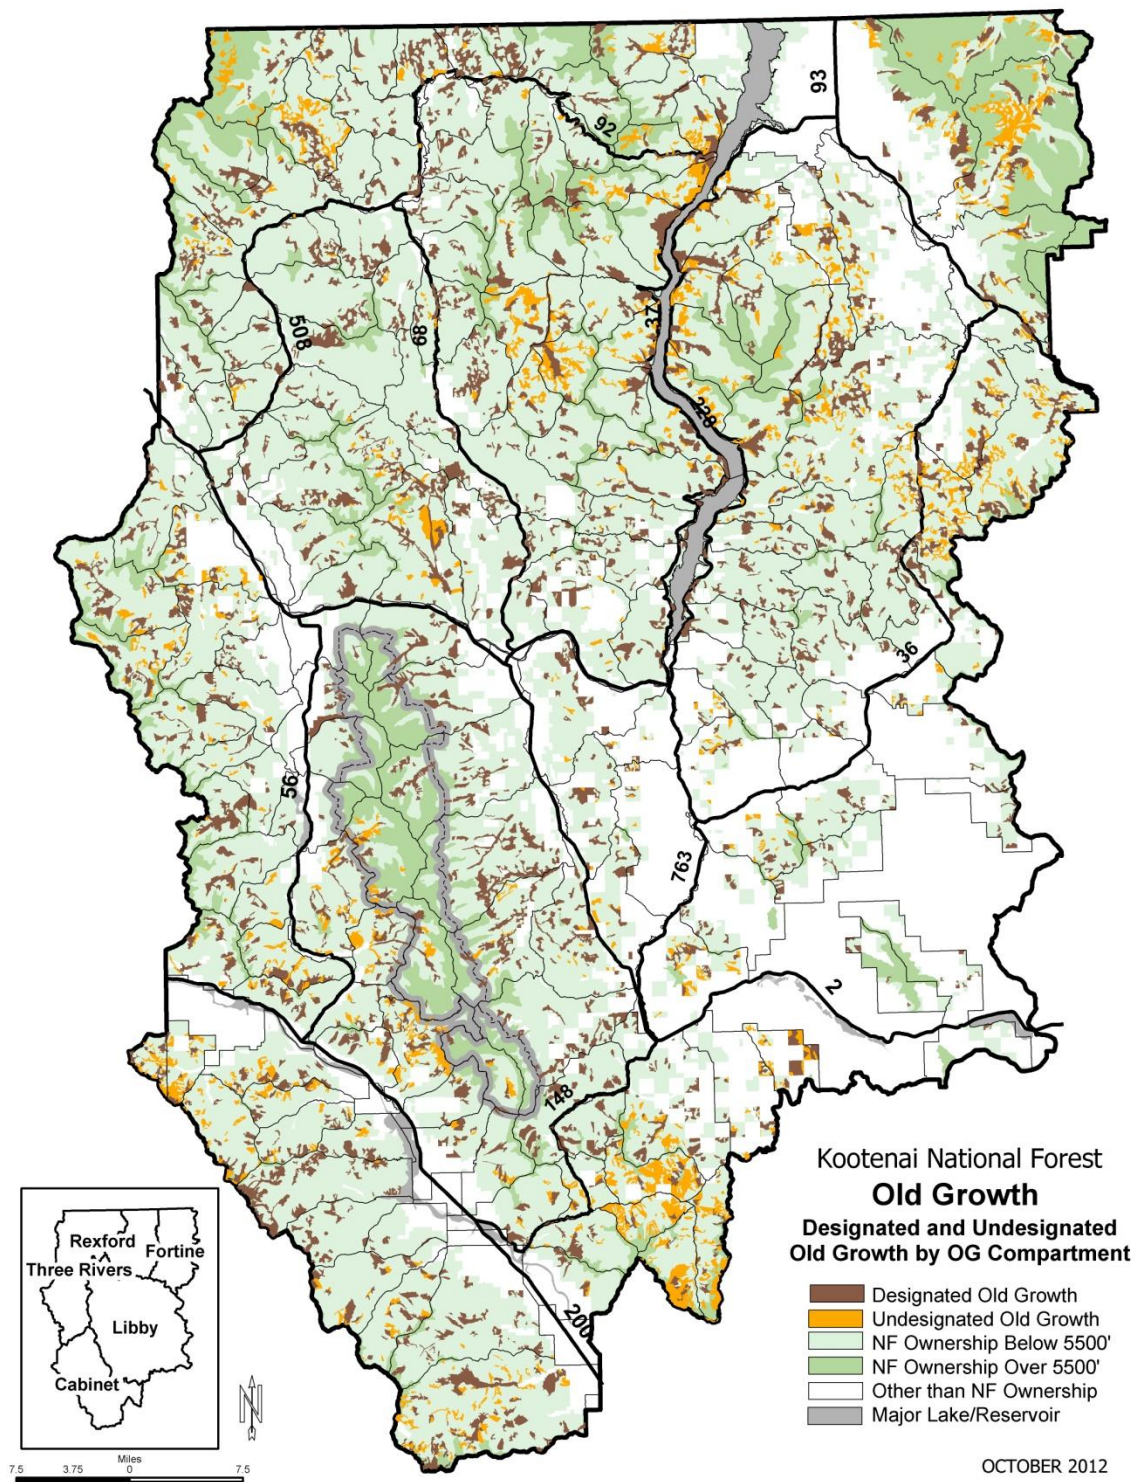 93
92
37
508
68
228
36
56
763
2
148
200
Kootenai National Forest
Old Growth
Designated and Undesignated
Old Growth by OG Compartment
Designated Old Growth
Undesignated Old Growth
NF Ownership Below 5500'
NF Ownership Over 5500'
Other than NF Ownership
Major Lake/Reservoir
Rexford
Fortine
Three Rivers
Libby
Cabinet
N
Miles
7.5 3.75 0 7.5
OCTOBER 2012